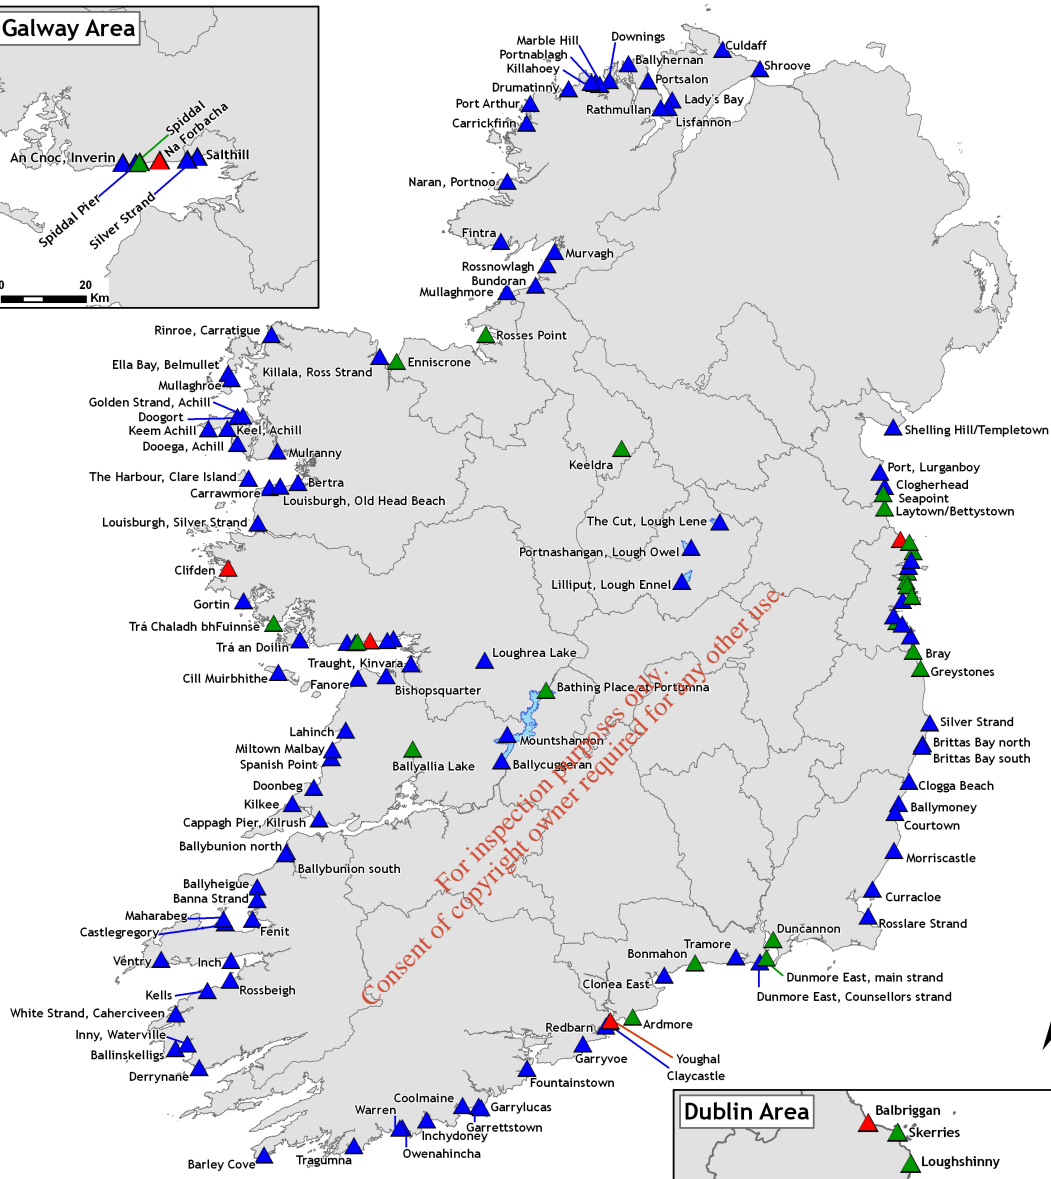 Galway Area
Spiddal
Na Forbacha
An Cnoc, Inverin
Salthill
Spiddal Pier
Silver Strand
0 20
Km
Downings
Marble Hill
Portnablagh
Killahoey
Drumatinny
Port Arthur
Carrickfinn
Ballyhernan
Culdaff
Shroove
Portsalon
Lady's Bay
Rathmullan
Lisfannon
Naran, Portnoo
Fintra
Murvagh
Rossnowlagh
Bundoran
Mullaghmore
Rosses Point
Rinroe, Carratigue
Enniscrone
Killala, Ross Strand
Ella Bay, Belmullet
Mullaghroe
Golden Strand, Achill
Doogort
Keem Achill
Keel, Achill
Dooega, Achill
Mulranny
The Harbour, Clare Island
Bertra
Carrawmore
Louisburgh, Old Head Beach
Louisburgh, Silver Strand
Keeldra
Shelling Hill/Templetown
Port, Lurganboy
Clogherhead
Seapoint
Laytown/Bettystown
The Cut, Lough Lene
Portnashangan, Lough Owel
Lilliput, Lough Ennel
Clifden
Gortin
Trá Chaladh bhFuinnse
Trá an Doilin
Traught, Kinvara
Loughrea Lake
Cill Muirbhithe
Fanore
Bishopsquarter
Bathing Place at Portunna
Bray
Greystones
Lahinch
Miltown Malbay
Spanish Point
Mountshannon
Ballyallia Lake
Ballycuggeran
Silver Strand
Brittas Bay north
Brittas Bay south
Doonbeg
Kilkee
Cappagh Pier, Kilrush
Clogga Beach
Ballymoney
Courtown
Ballybunion north
Ballybunion south
Morriscastle
Ballyheigue
Banna Strand
Maharabeg
Castlegregory
Fenit
Curracloe
Rosslare Strand
Ventry
Inch
Rossbeigh
Kells
White Strand, Caherciveen
Inny, Waterville
Ballinskelligs
Derrynane
Duncannon
Tramore
Bonmahon
Dunmore East, main strand
Clonea East
Dunmore East, Counsellors strand
Ardmore
Redbarn
Garryvoe
Youghal
Claycastle
Fountainstown
Coolmaine
Warren
Garrylucas
Garrettstown
Inchydoney
Owenahincha
Tragumna
Barley Cove
For inspection purposes only.
Consent of copyright owner required for any other use.
Dublin Area
Balbriggan
Skerries
Loughshinny